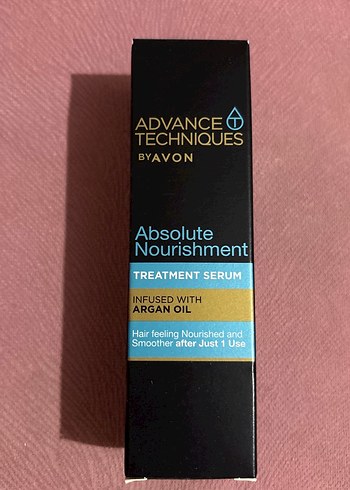 ADVANCE T
TECHNIQUES
BY AVON
Absolute
Nourishment
TREATMENT SERUM
INFUSED WITH
ARGAN OIL
Hair feeling Nourished and
Smoother after Just 1 Use